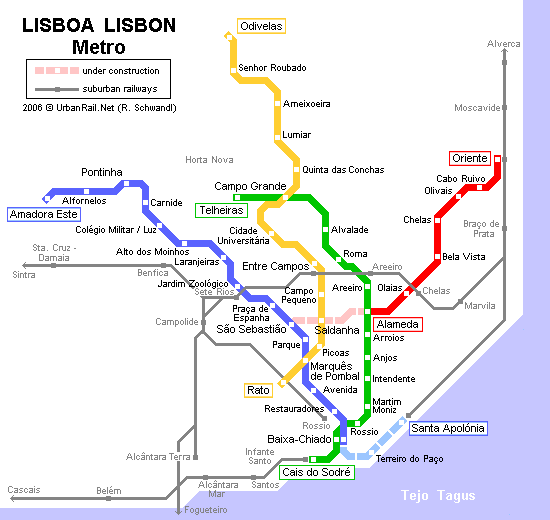 LISBOA LISBON
Metro
under construction
suburban railways
2006 © UrbanRail.Net (R. Schwandl)
Odivelas
Senhor Roubado
Ameixoeira
Lumiar
Horta Nova
Quinta das Conchas
Alverca
Moscavide
Oriente
Cabo Ruivo
Olivais
Pontinha
Alfornelos
Amadora Este
Carnide
Colégio Militar / Luz
Campo Grande
Telheiras
Cidade
Universitária
Alvalade
Chelas
Braço de
Prata
Sta. Cruz -
Damaia
Sintra
Benfica
Alto dos Moinhos
Laranjeiras
Jardim Zoológico
Sete Rios
Roma
Entre Campos
Areeiro
Bela Vista
Campo
Pequeno
Areeiro
Olaias
Chelas
Marvila
Praça de
Espanha
Campolide
São Sebastião
Saldanha
Alameda
Arroios
Parque
Picoas
Anjos
Marquês
de Pombal
Rato
Avenida
Intendente
Restauradores
Martim
Moniz
Rossio
Rossio
Santa Apolónia
Baixa-Chiado
Terreiro do Paço
Alcântara Terra
Infante
Santo
Cais do Sodré
Cascais
Belém
Alcântara
Mar
Santos
Fogueteiro
Tejo Tagus